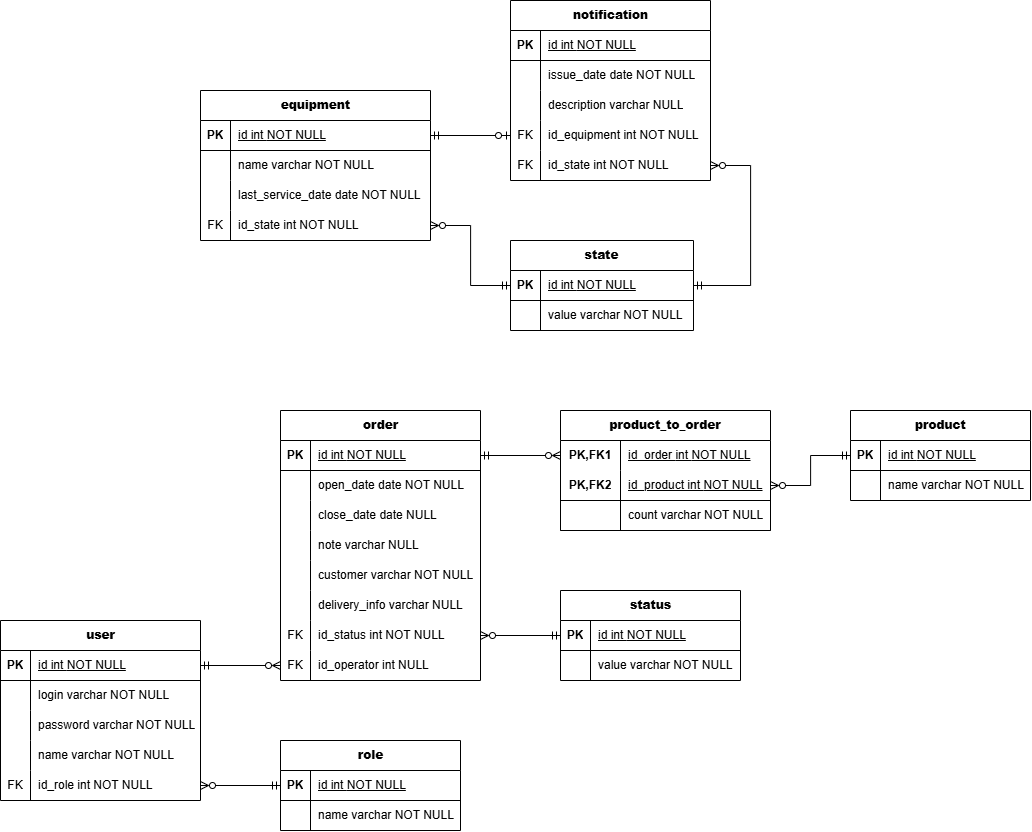 notification
PK id int NOT NULL
issue_date date NOT NULL
description varchar NULL
FK id_equipment int NOT NULL
FK id_state int NOT NULL
equipment
PK id int NOT NULL
name varchar NOT NULL
last_service_date date NOT NULL
FK id_state int NOT NULL
state
PK id int NOT NULL
value varchar NOT NULL
order
PK id int NOT NULL
open_date date NOT NULL
close_date date NULL
note varchar NULL
customer varchar NOT NULL
delivery_info varchar NULL
FK id_status int NOT NULL
FK id_operator int NULL
product_to_order
PK,FK1 id_order int NOT NULL
PK,FK2 id_product int NOT NULL
count varchar NOT NULL
product
PK id int NOT NULL
name varchar NOT NULL
status
PK id int NOT NULL
value varchar NOT NULL
user
PK id int NOT NULL
login varchar NOT NULL
password varchar NOT NULL
name varchar NOT NULL
FK id_role int NOT NULL
role
PK id int NOT NULL
name varchar NOT NULL